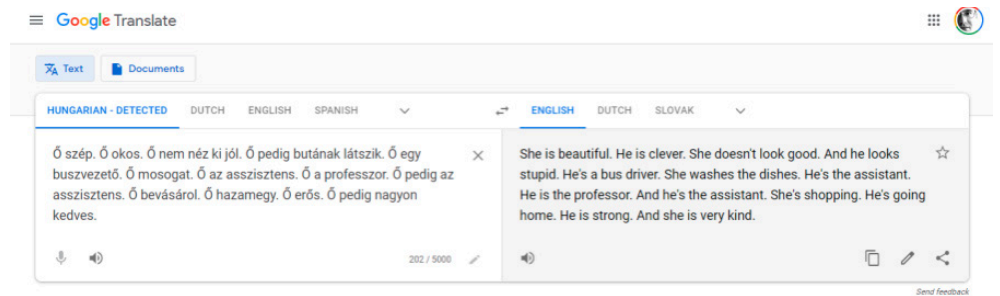 Google Translate
Text Documents
HUNGARIAN - DETECTED DUTCH ENGLISH SPANISH ENGLISH DUTCH SLOVAK
Ő szép. Ő okos. Ő nem néz ki jól. Ő pedig butának látszik. Ő egy
buszvezető. Ő mosogat. Ő az asszisztens. Ő a professzor. Ő pedig az
asszisztens. Ő bevásárol. Ő hazamegy. Ő erős. Ő pedig nagyon
kedves.
202 / 5000
She is beautiful. He is clever. She doesn't look good. And he looks
stupid. He's a bus driver. She washes the dishes. He's the assistant.
He is the professor. And he's the assistant. She's shopping. He's going
home. He is strong. And she is very kind.
Send feedback